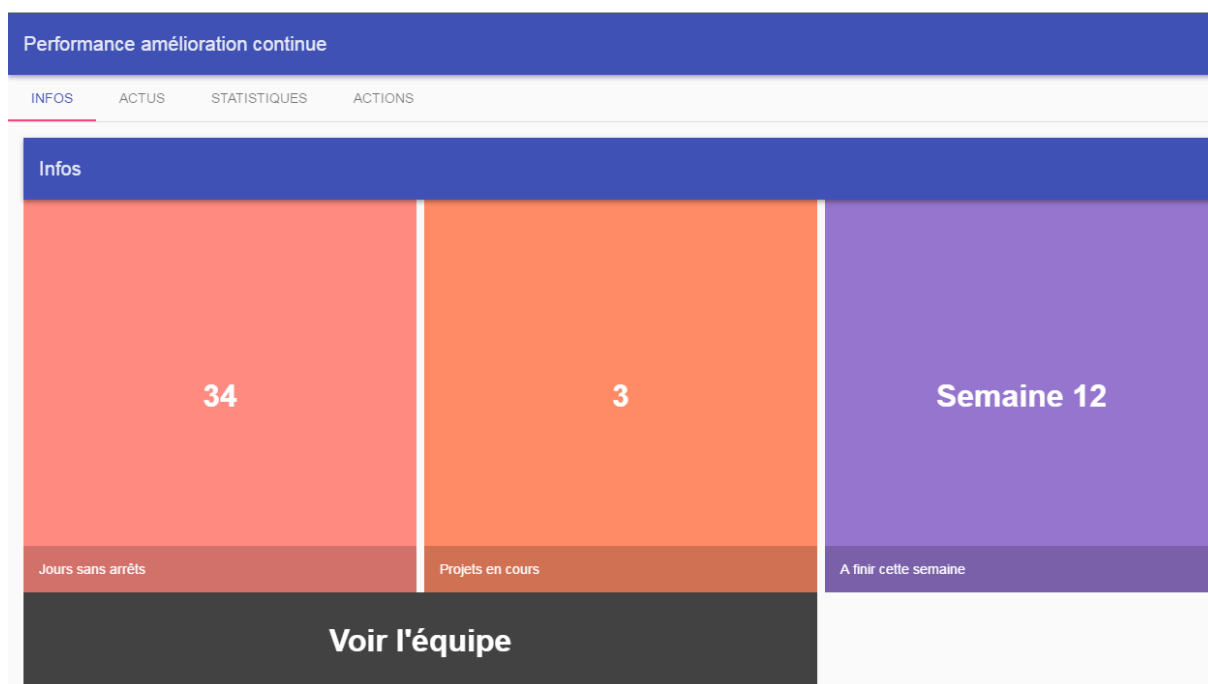 Performance amélioration continue
INFOS ACTUS STATISTIQUES ACTIONS
Infos
34 3 Semaine 12
Jours sans arrêts Projets en cours A finir cette semaine
Voir l'équipe